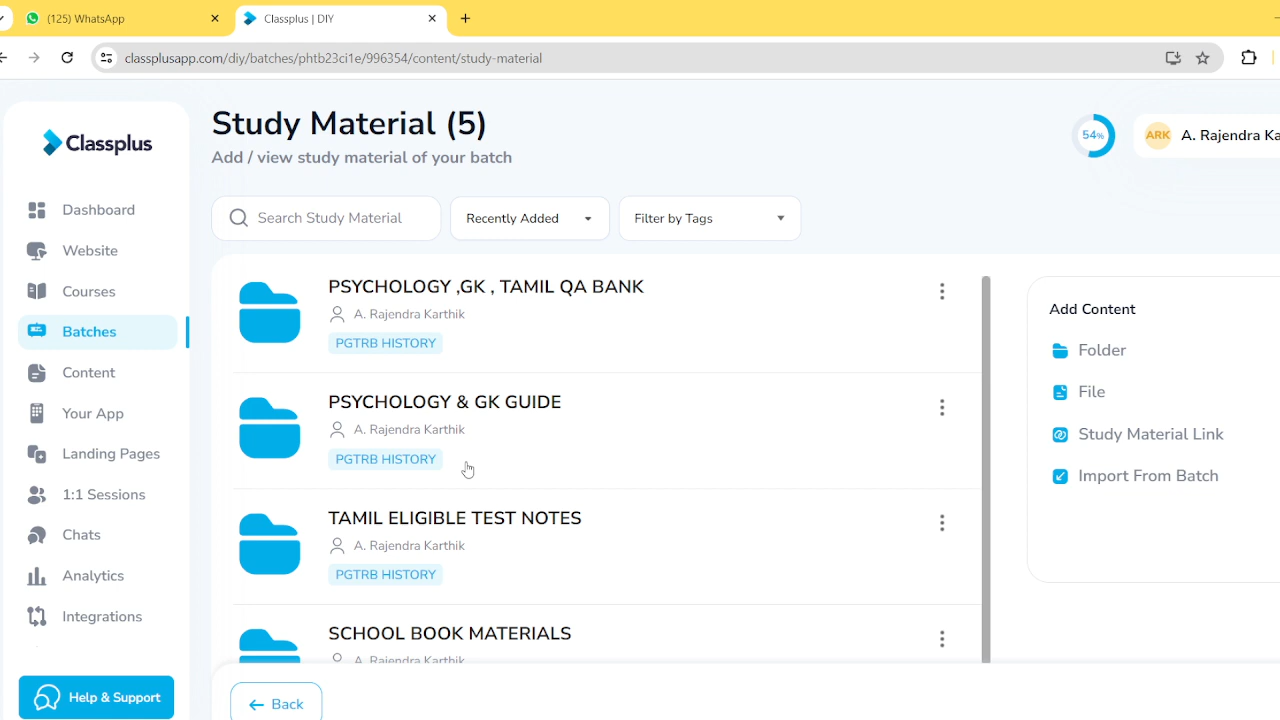 (125) WhatsApp
Classplus | DIY
classplusapp.com/diy/batches/phtb23ci1e/996354/content/study-material
Classplus
Dashboard
Website
Courses
Batches
Content
Your App
Landing Pages
1:1 Sessions
Chats
Analytics
Integrations
Help & Support
Study Material (5)
Add / view study material of your batch
54%
ARK A. Rajendra Ka
Search Study Material
Recently Added
Filter by Tags
PSYCHOLOGY ,GK , TAMIL QA BANK
A. Rajendra Karthik
PGTRB HISTORY
PSYCHOLOGY & GK GUIDE
A. Rajendra Karthik
PGTRB HISTORY
TAMIL ELIGIBLE TEST NOTES
A. Rajendra Karthik
PGTRB HISTORY
SCHOOL BOOK MATERIALS
A. Rajendra Karthik
Back
Add Content
Folder
File
Study Material Link
Import From Batch